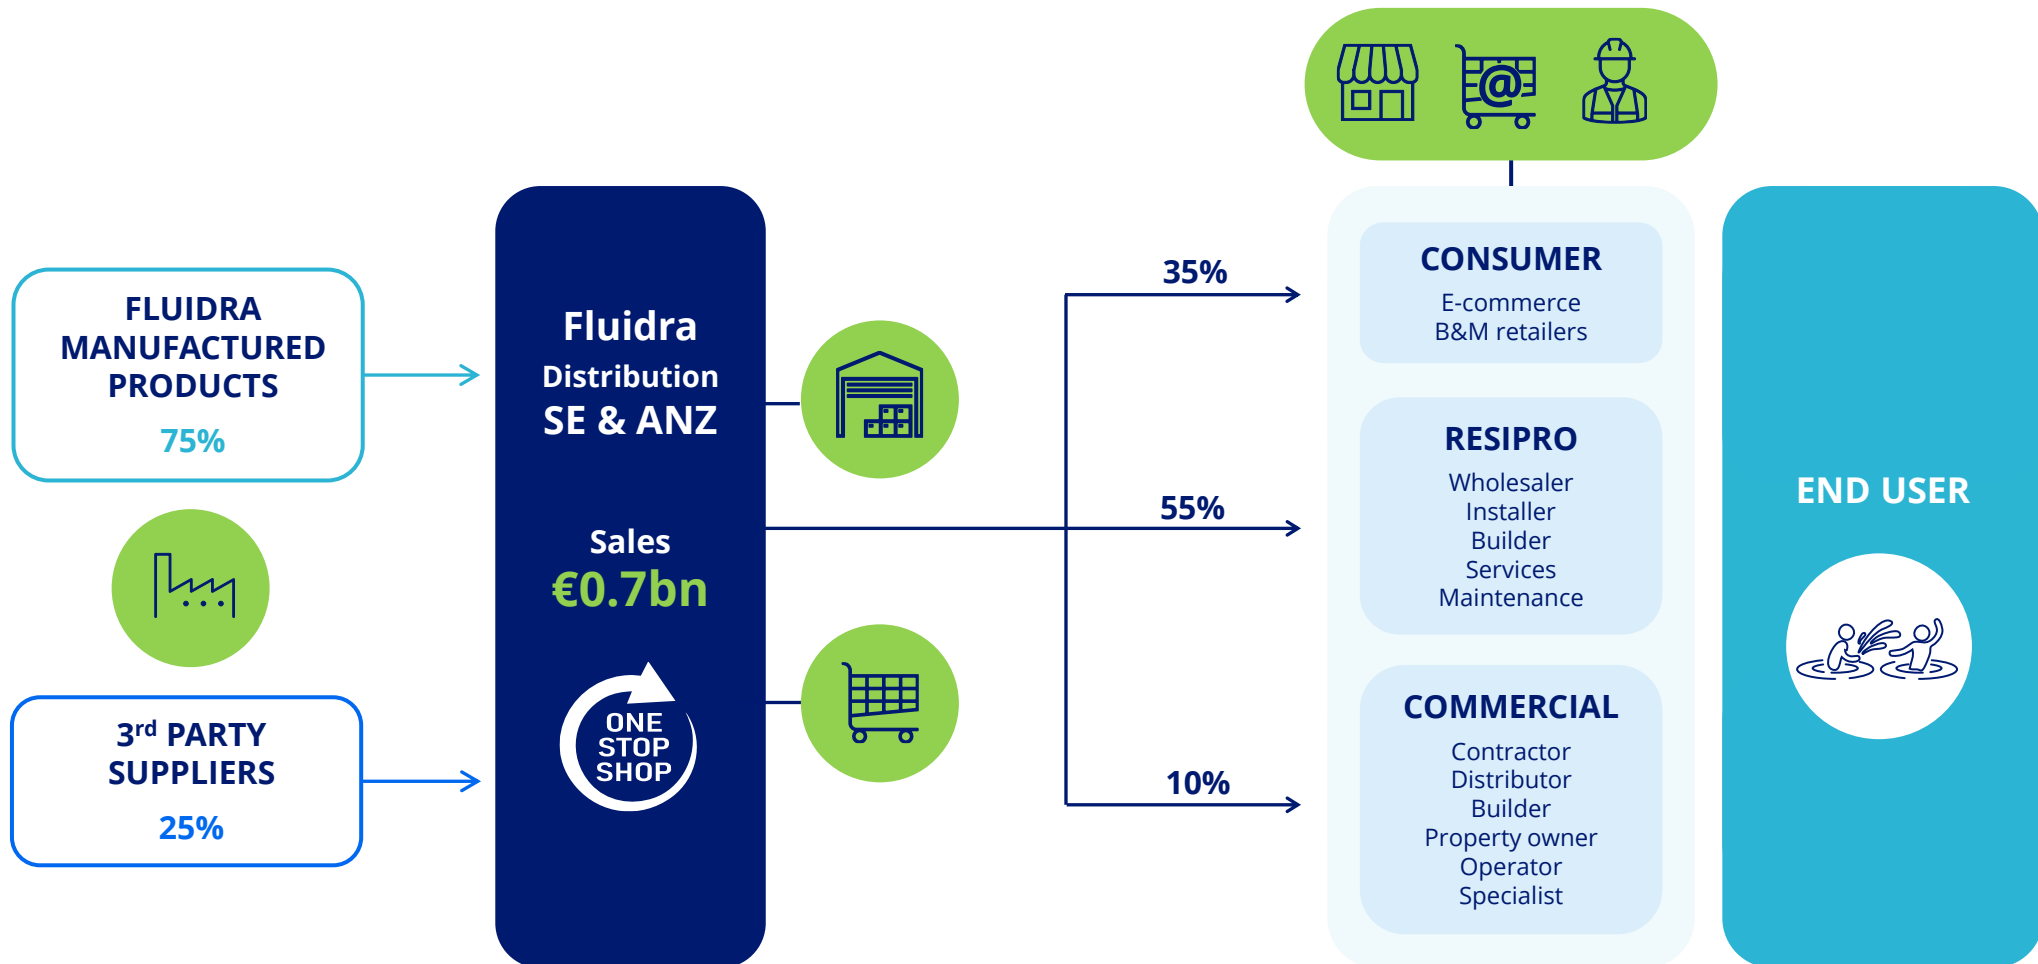 FLUIDRA
MANUFACTURED
PRODUCTS
75%
3rd PARTY
SUPPLIERS
25%
Fluidra
Distribution
SE & ANZ
Sales
€0.7bn
ONE
STOP
SHOP
35%
55%
10%
@
CONSUMER
E-commerce
B&M retailers
RESIPRO
Wholesaler
Installer
Builder
Services
Maintenance
COMMERCIAL
Contractor
Distributor
Builder
Property owner
Operator
Specialist
END USER